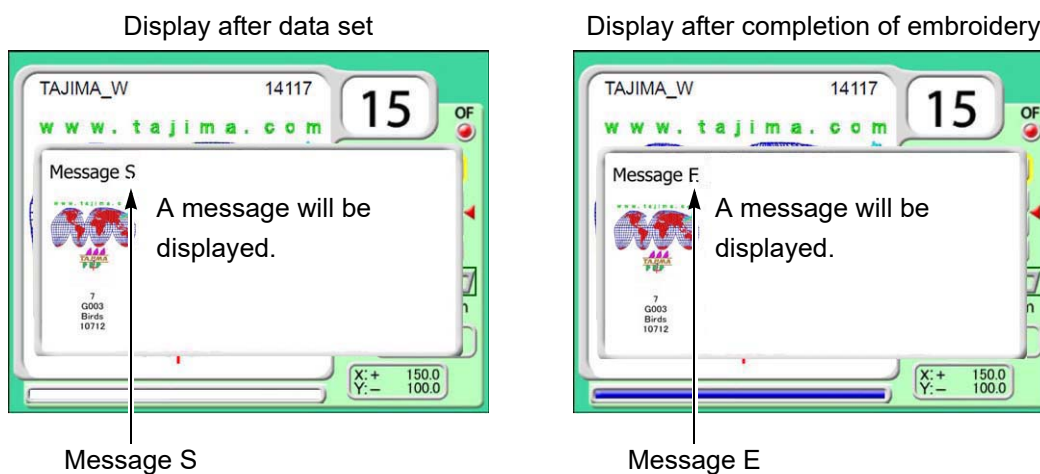 Display after data set
TAJIMA_W 14117
15
OF
www.tajima.com
Message S
A message will be
displayed.
TAJIMA
7
G003
Birds
10712
X:+ 150.0
Y:− 100.0
Message S
Display after completion of embroidery
TAJIMA_W 14117
15
OF
www.tajima.com
Message E
A message will be
displayed.
TAJIMA
7
G003
Birds
10712
X:+ 150.0
Y:− 100.0
Message E